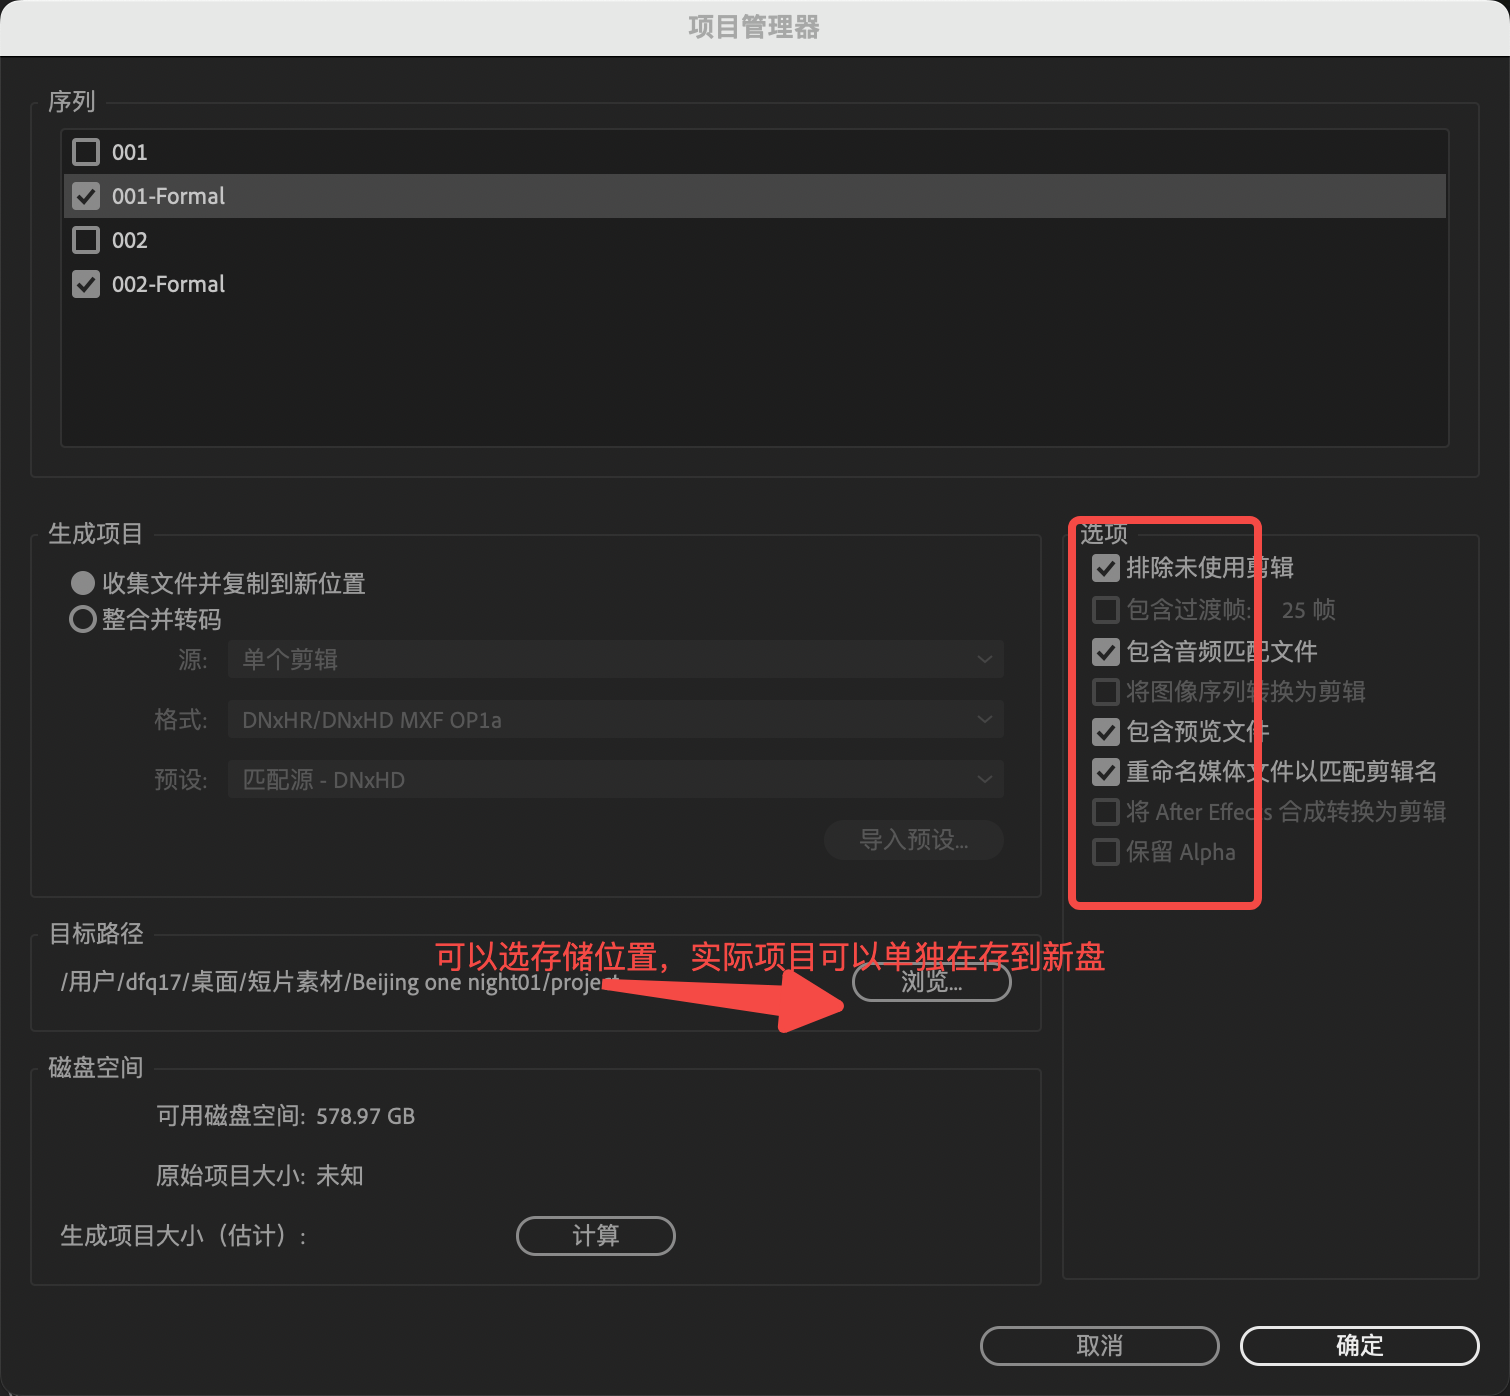 项目管理器
序列
001
001-Formal
002
002-Formal
生成项目
收集文件并复制到新位置
整合并转码
源: 单个剪辑
格式: DNxHR/DNxHD MXF OP1a
预设: 匹配源 - DNxHD
导入预设...
选项
排除未使用剪辑
包含过渡帧: 25 帧
包含音频匹配文件
将图像序列转换为剪辑
包含预览文件
重命名媒体文件以匹配剪辑名
将 After Effects 合成转换为剪辑
保留 Alpha
目标路径
可以选存储位置，实际项目可以单独在存到新盘
/用户/dfq17/桌面/短片素材/Beijing one night01/project
浏览...
磁盘空间
可用磁盘空间: 578.97 GB
原始项目大小: 未知
生成项目大小（估计）:
计算
取消
确定